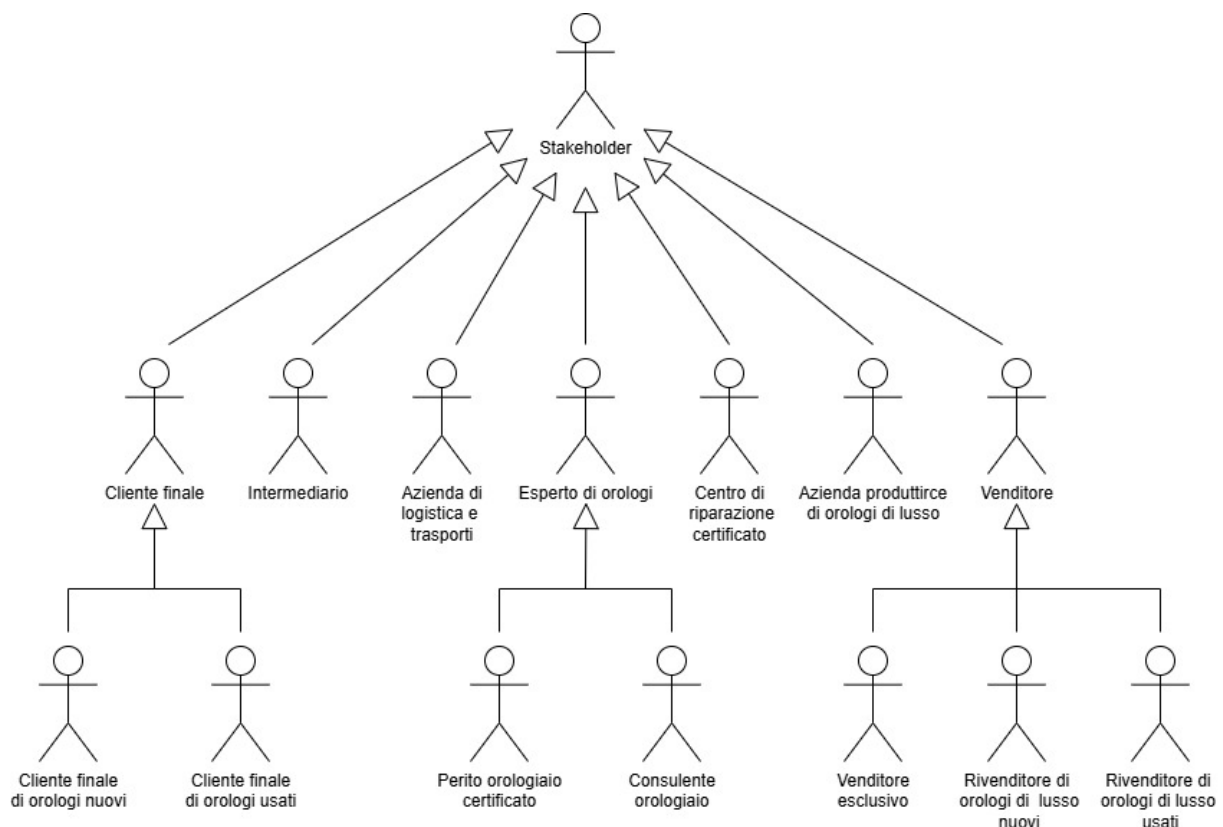 Stakeholder
Cliente finale
Intermediario
Azienda di
logistica e
trasporti
Esperto di orologi
Centro di
riparazione
certificato
Azienda produttirce
di orologi di lusso
Venditore
Cliente finale
di orologi nuovi
Cliente finale
di orologi usati
Perito orologiaio
certificato
Consulente
orologiaio
Venditore
esclusivo
Rivenditore di
orologi di lusso
nuovi
Rivenditore di
orologi di lusso
usati